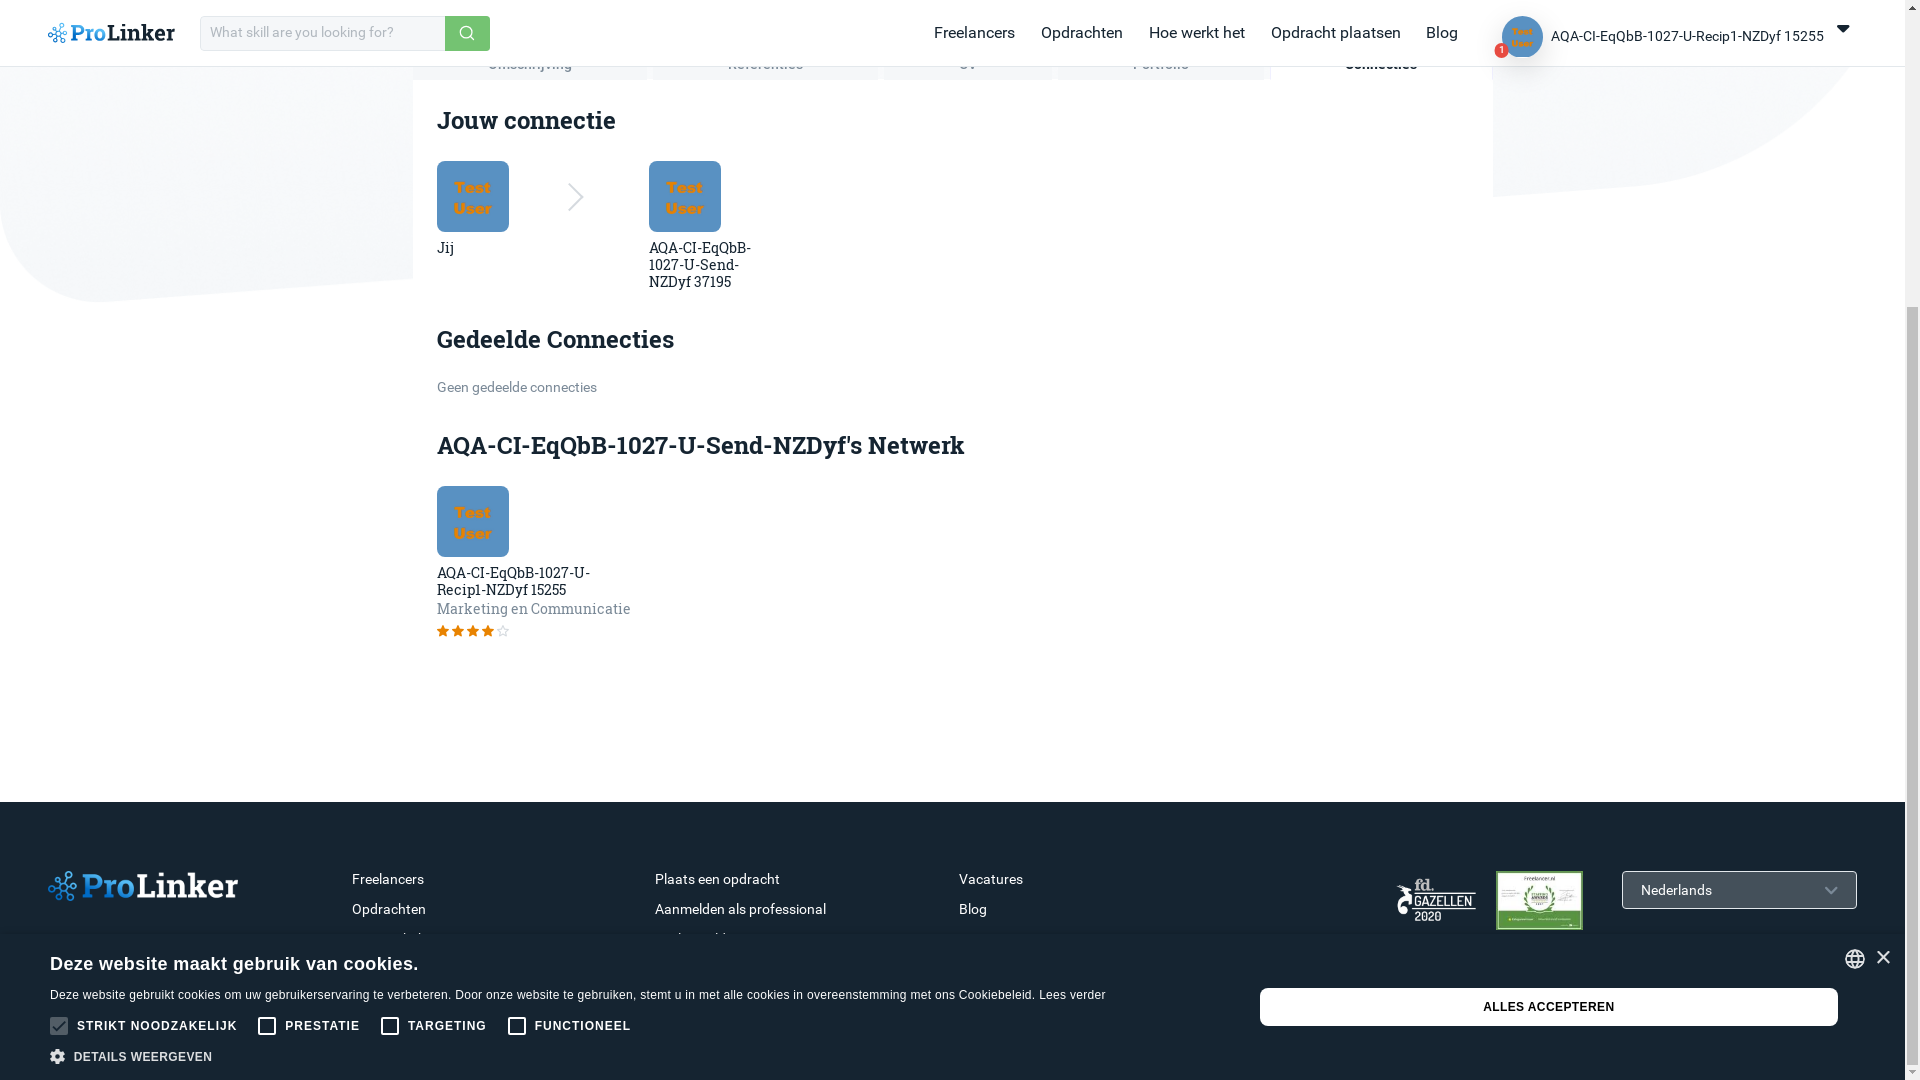 ProLinker
What skill are you looking for?
Freelancers
Opdrachten
Hoe werkt het
Opdracht plaatsen
Blog
Test
User
1
AQA-CI-EqQbB-1027-U-Recip1-NZDyf 15255
Omschrijving
Referenties
CV
Portfolio
Connecties
Jouw connectie
Test
User
Test
User
Jij
AQA-CI-EqQbB-
1027-U-Send-
NZDyf 37195
Gedeelde Connecties
Geen gedeelde connecties
AQA-CI-EqQbB-1027-U-Send-NZDyf's Netwerk
Test
User
AQA-CI-EqQbB-1027-U-
Recip1-NZDyf 15255
Marketing en Communicatie
ProLinker
Freelancers
Opdrachten
Plaats een opdracht
Aanmelden als professional
Vacatures
Blog
fd.
GAZELLEN
2020
Freelancer.nl
Nederlands
Deze website maakt gebruik van cookies.
Deze website gebruikt cookies om uw gebruikerservaring te verbeteren. Door onze website te gebruiken, stemt u in met alle cookies in overeenstemming met ons Cookiebeleid. Lees verder
STRIKT NOODZAKELIJK
PRESTATIE
TARGETING
FUNCTIONEEL
DETAILS WEERGEVEN
ALLES ACCEPTEREN